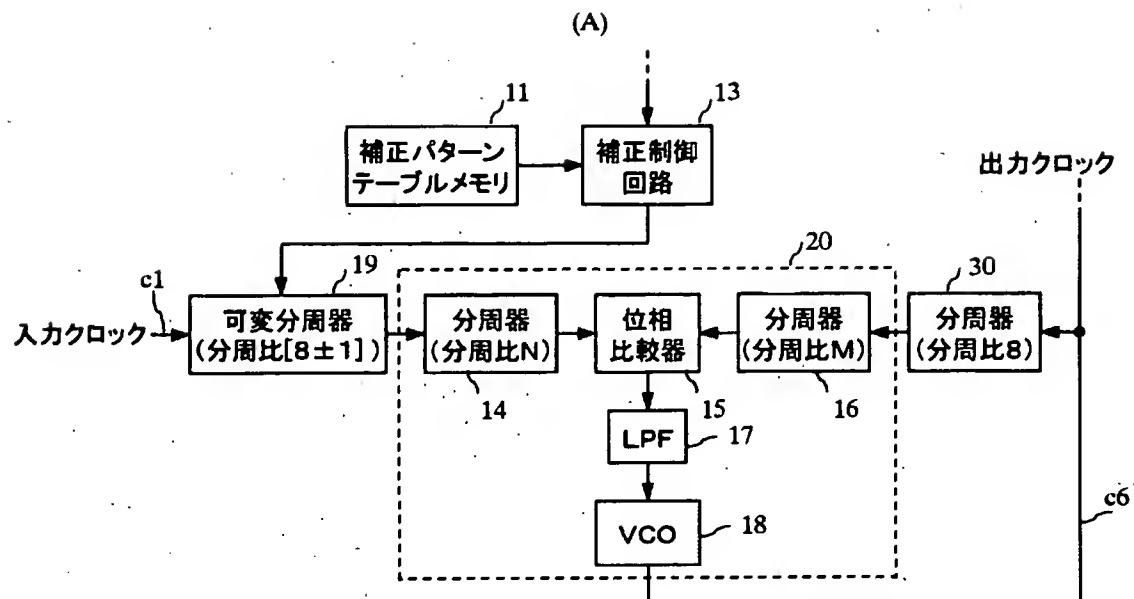 (A)
11
13
補正パターン
テーブルメモリ
補正制御
回路
出力クロック
c1
19
20
30
入力クロック
可変分周器
(分周比[8±1])
分周器
(分周比N)
位相
比較器
分周器
(分周比M)
分周器
(分周比8)
14
15
16
LPF
17
VCO
18
c6